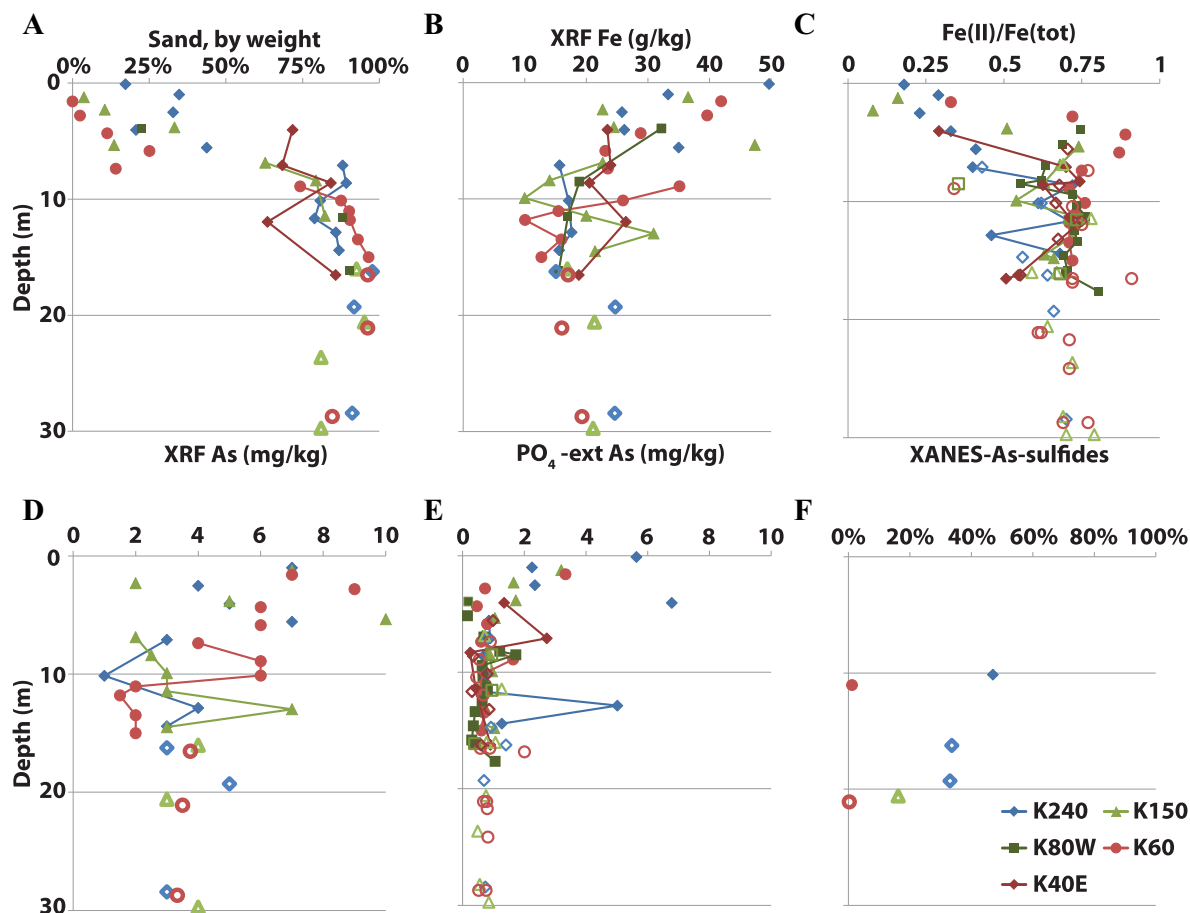 A
Sand, by weight
0% 25% 50% 75% 100%
B
XRF Fe (g/kg)
0 10 20 30 40 50
C
Fe(II)/Fe(tot)
0 0.25 0.5 0.75 1
Depth (m)
0
10
20
30
D
XRF As (mg/kg)
0 2 4 6 8 10
E
PO4 -ext As (mg/kg)
0 2 4 6 8 10
F
XANES-As-sulfides
0% 20% 40% 60% 80% 100%
Depth (m)
0
10
20
30
K240 K150
K80W K60
K40E